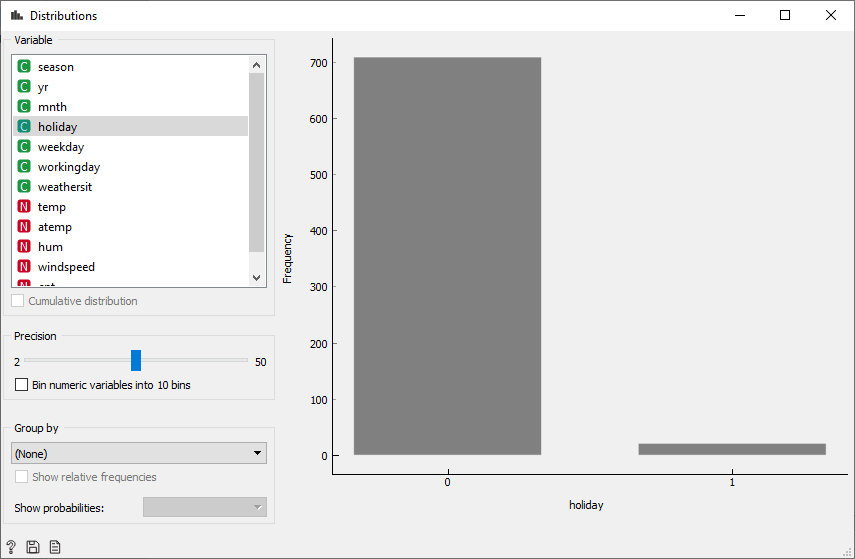 Distributions
Variable
C season
C yr
C mnth
C holiday
C weekday
C workingday
C weathersit
N temp
N atemp
N hum
N windspeed
Cumulative distribution
Precision
2 50
Bin numeric variables into 10 bins
Group by
(None)
Show relative frequencies
Show probabilities:
?
Frequency
700
600
500
400
300
200
100
0
0 1
holiday